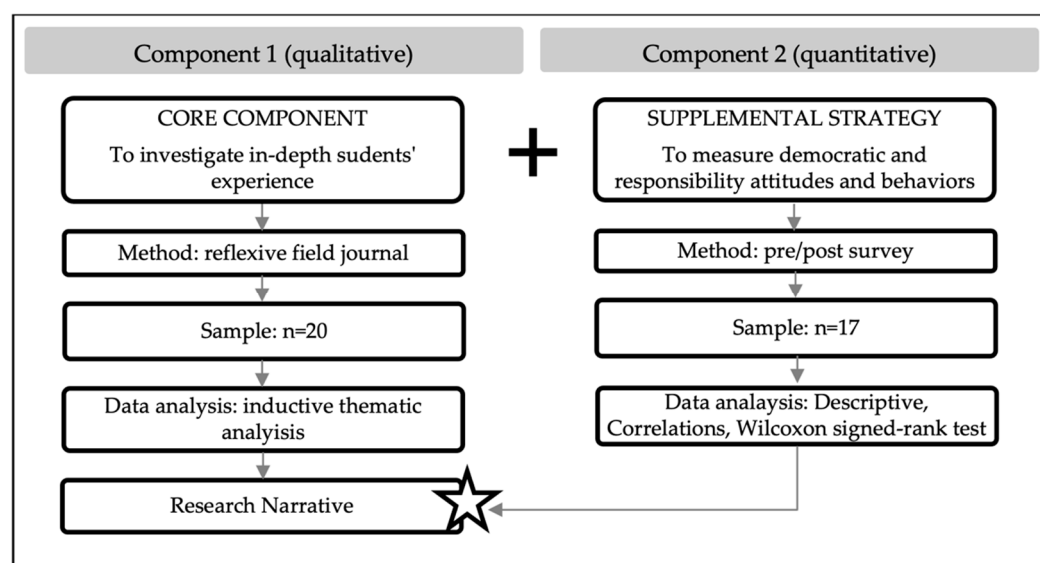 Component 1 (qualitative)
CORE COMPONENT
To investigate in-depth sudents'
experience
Method: reflexive field journal
Sample: n=20
Data analysis: inductive thematic
analyisis
Research Narrative
+
Component 2 (quantitative)
SUPPLEMENTAL STRATEGY
To measure democratic and
responsibility attitudes and behaviors
Method: pre/post survey
Sample: n=17
Data analaysis: Descriptive,
Correlations, Wilcoxon signed-rank test